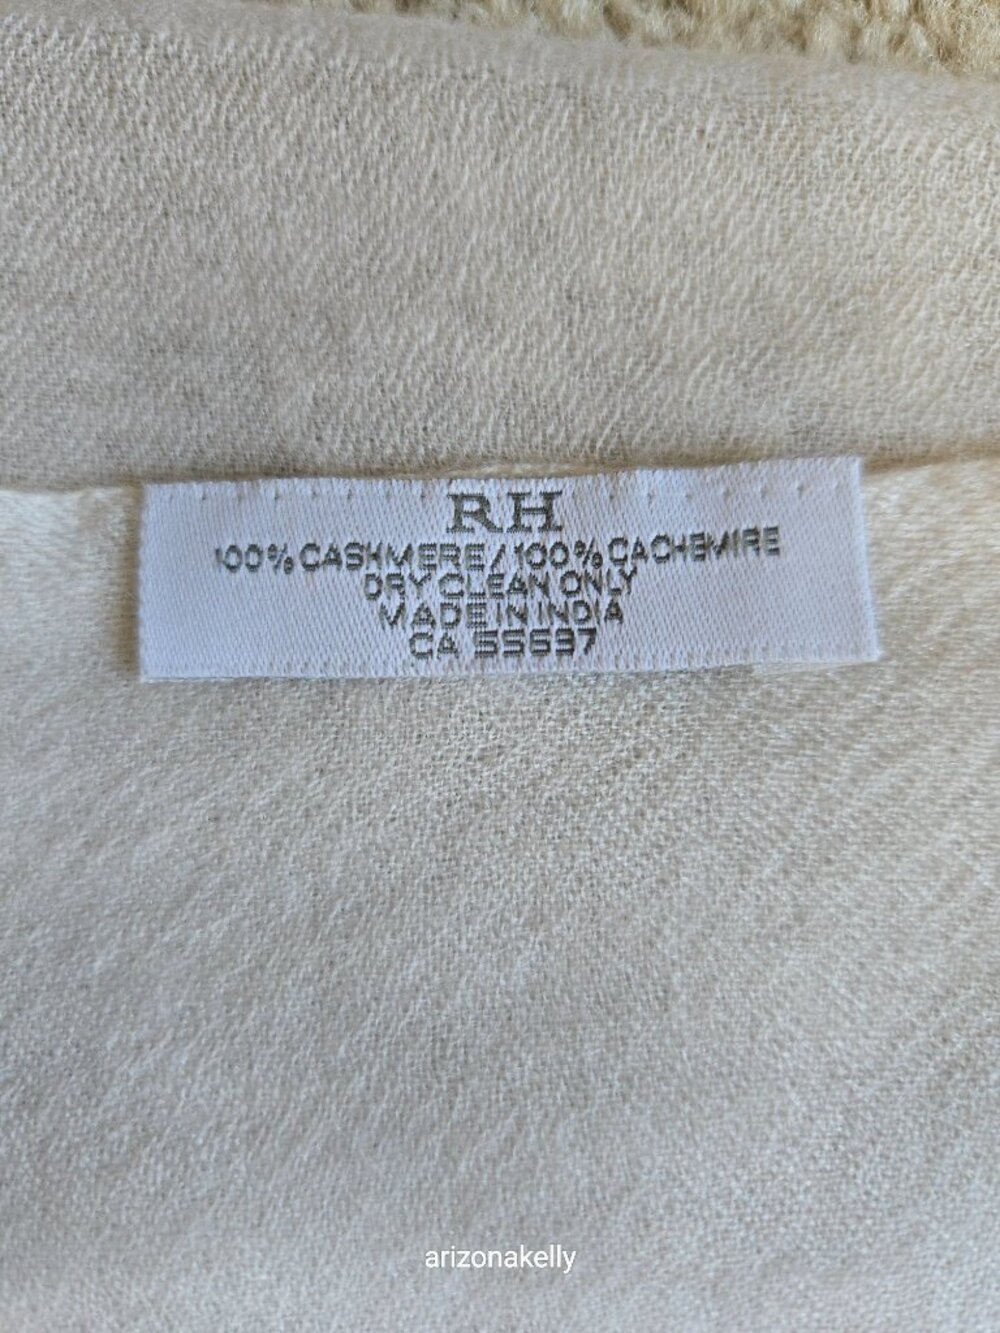 RH
100% CASHMERE/100% CACHEMIRE
DRY CLEAN ONLY
MADE IN INDIA
CA 55697
arizonakelly